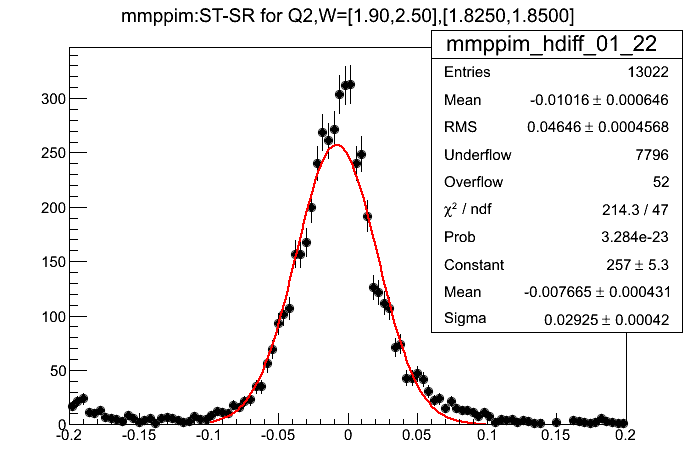 mmppim:ST-SR for Q2,W=[1.90,2.50],[1.8250,1.8500]
mmppim_hdiff_01_22
Entries 13022
Mean -0.01016 ± 0.000646
RMS 0.04646 ± 0.0004568
Underflow 7796
Overflow 52
χ² / ndf 214.3 / 47
Prob 3.284e-23
Constant 257 ± 5.3
Mean -0.007665 ± 0.000431
Sigma 0.02925 ± 0.00042
300
250
200
150
100
50
0
-0.2 -0.15 -0.1 -0.05 0 0.05 0.1 0.15 0.2